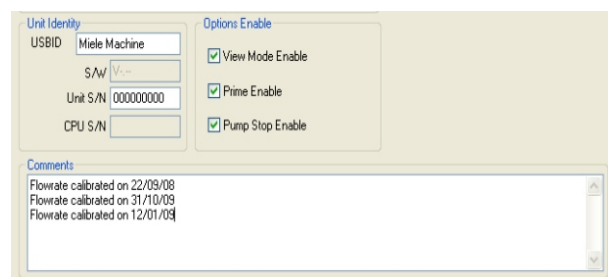 Unit Identity
USBID Miele Machine
S/W V-.--
Unit S/N 000000000
CPU S/N
Options Enable
View Mode Enable
Prime Enable
Pump Stop Enable
Comments
Flowrate calibrated on 22/09/08
Flowrate calibrated on 31/10/09
Flowrate calibrated on 12/01/09